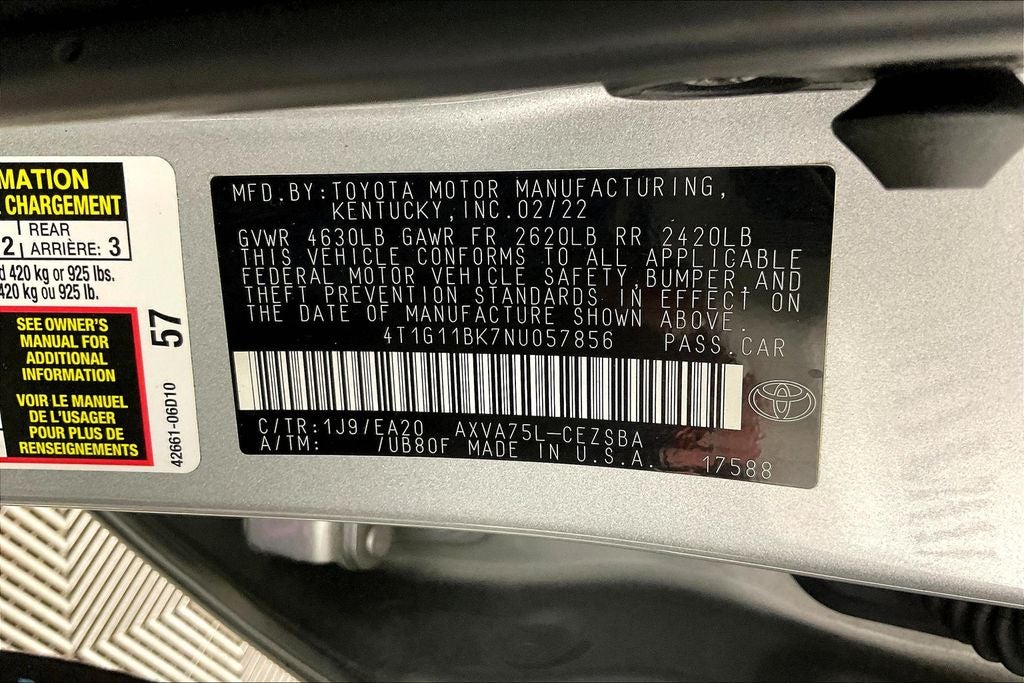 MATION
CHARGEMENT
REAR
2 ARRIÈRE: 3
420 kg or 925 lbs.
420 kg ou 925 lb.
SEE OWNER'S
MANUAL FOR
ADDITIONAL
INFORMATION
VOIR LE MANUEL
DE L'USAGER
POUR PLUS DE
RENSEIGNEMENTS
57
42661-06D10
MFD.BY:TOYOTA MOTOR MANUFACTURING,
KENTUCKY,INC.02/22
GVWR 4630LB GAWR FR 2620LB RR 2420LB
THIS VEHICLE CONFORMS TO ALL APPLICABLE
FEDERAL MOTOR VEHICLE SAFETY,BUMPER,AND
THEFT PREVENTION STANDARDS IN EFFECT ON
THE DATE OF MANUFACTURE SHOWN ABOVE.
4T1G11BK7NU057856 PASS.CAR
C/TR:1J9/EA20 AXVA75L-CEZSBA
A/TM: /UB80F MADE IN U.S.A. 17588